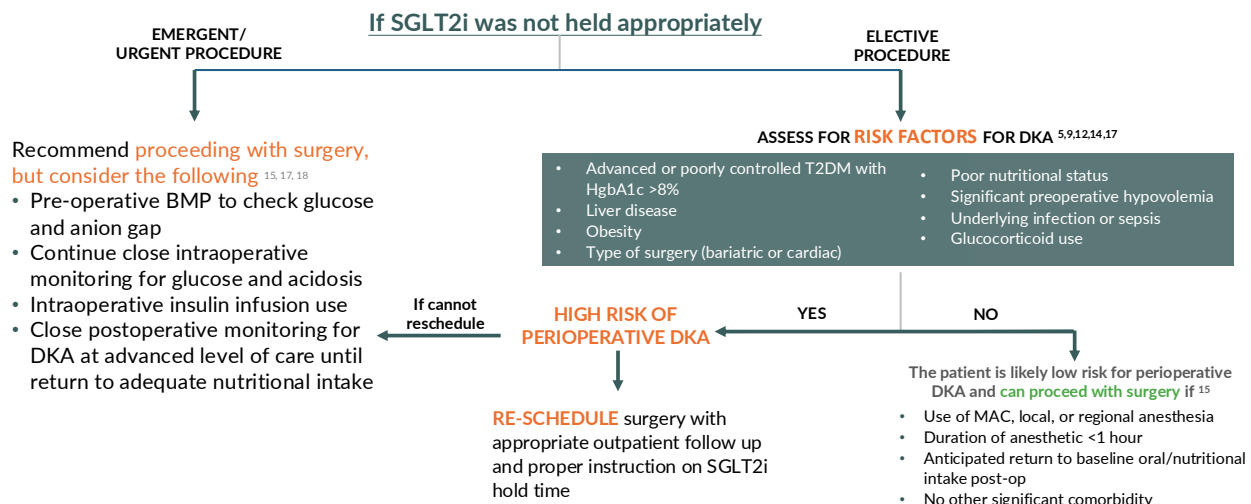 If SGLT2i was not held appropriately
EMERGENT/
URGENT PROCEDURE
ELECTIVE
PROCEDURE
Recommend proceeding with surgery,
but consider the following 15, 17, 18
• Pre-operative BMP to check glucose
and anion gap
• Continue close intraoperative
monitoring for glucose and acidosis
• Intraoperative insulin infusion use
• Close postoperative monitoring for
DKA at advanced level of care until
return to adequate nutritional intake
ASSESS FOR RISK FACTORS FOR DKA 5,9,12,14,17
• Advanced or poorly controlled T2DM with
HgbA1c >8%
• Liver disease
• Obesity
• Type of surgery (bariatric or cardiac)
• Poor nutritional status
• Significant preoperative hypovolemia
• Underlying infection or sepsis
• Glucocorticoid use
YES
NO
If cannot
reschedule
HIGH RISK OF
PERIOPERATIVE DKA
RE-SCHEDULE surgery with
appropriate outpatient follow up
and proper instruction on SGLT2i
hold time
The patient is likely low risk for perioperative
DKA and can proceed with surgery if 15
• Use of MAC, local, or regional anesthesia
• Duration of anesthetic <1 hour
• Anticipated return to baseline oral/nutritional
intake post-op
• No other significant comorbidity